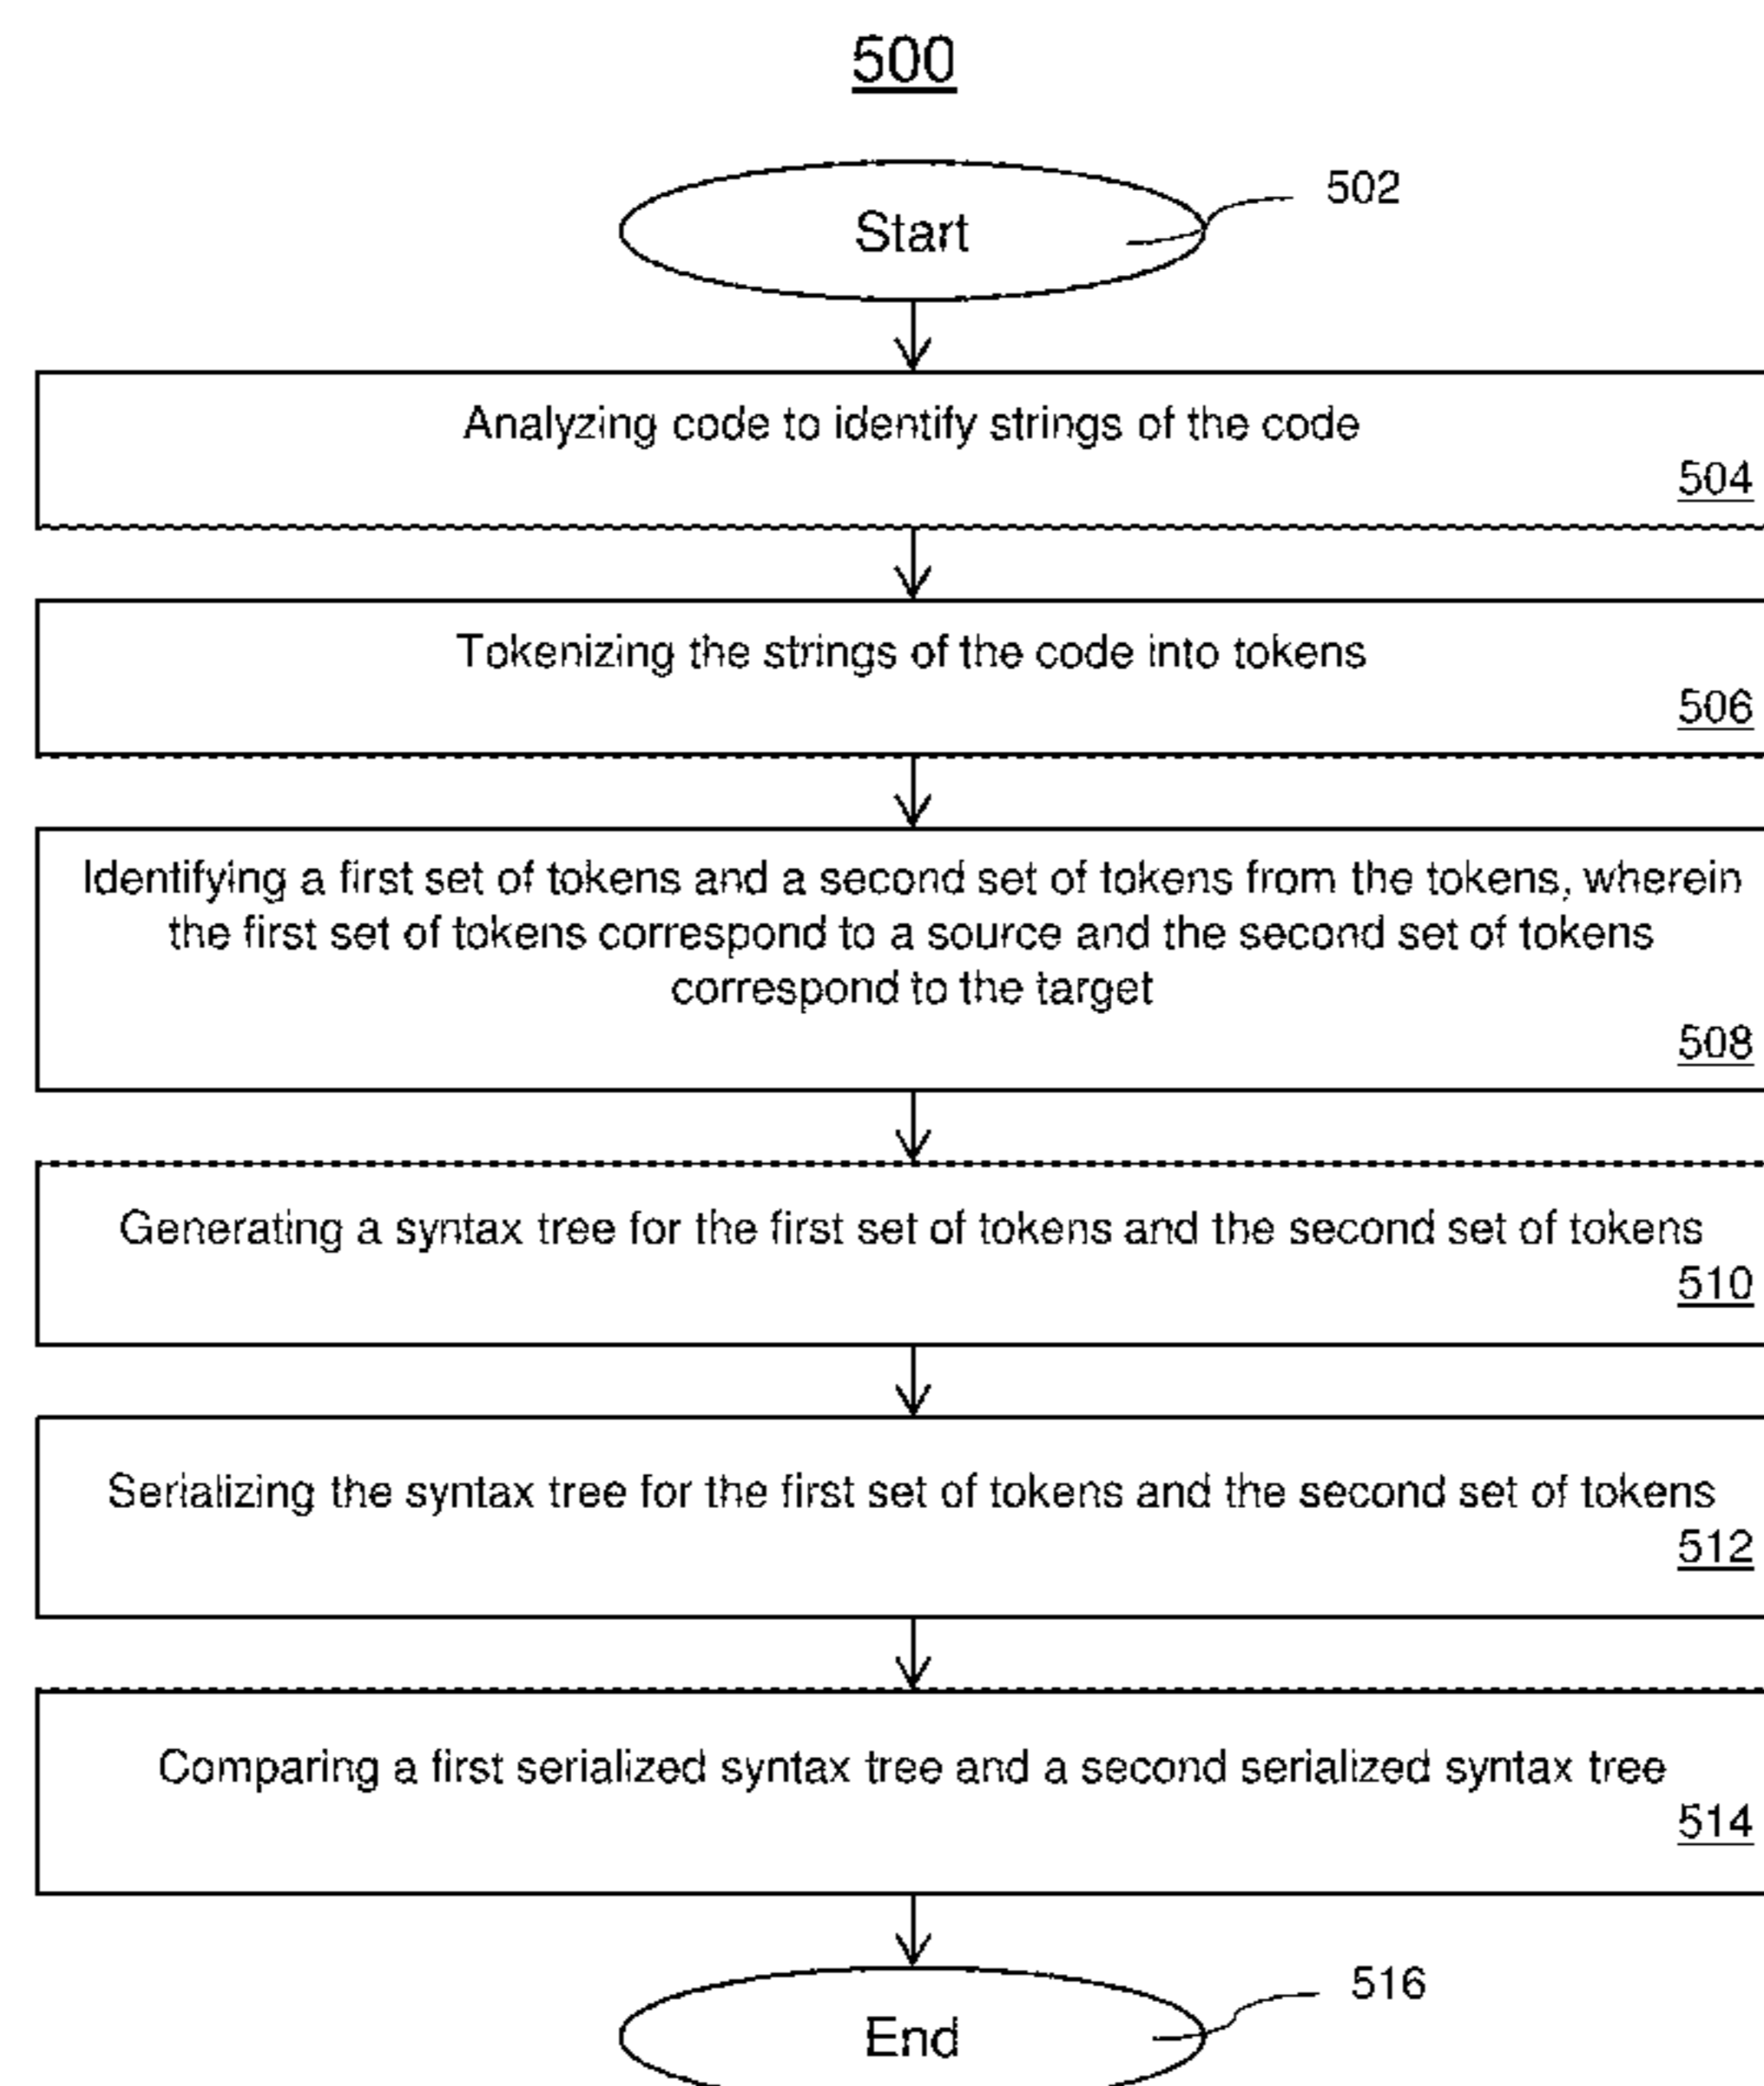 500
Start
502
Analyzing code to identify strings of the code
504
Tokenizing the strings of the code into tokens
506
Identifying a first set of tokens and a second set of tokens from the tokens, wherein
the first set of tokens correspond to a source and the second set of tokens
correspond to the target
508
Generating a syntax tree for the first set of tokens and the second set of tokens
510
Serializing the syntax tree for the first set of tokens and the second set of tokens
512
Comparing a first serialized syntax tree and a second serialized syntax tree
514
End
516